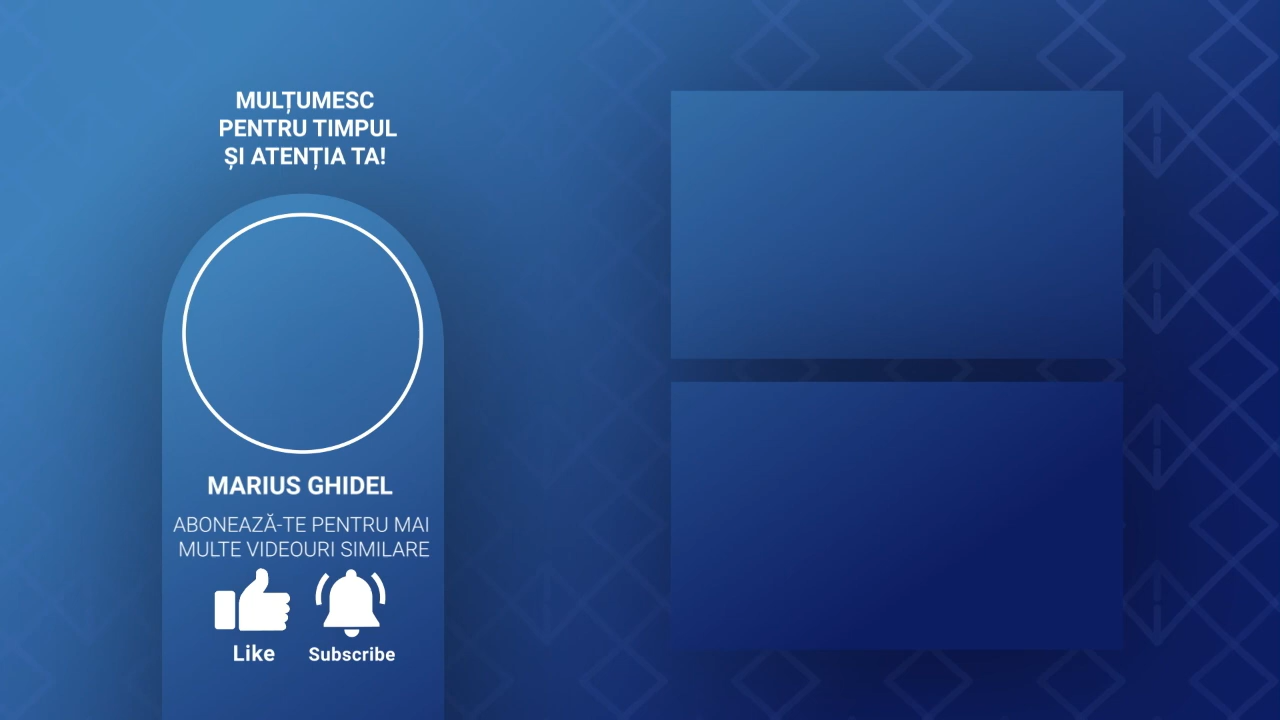 MULȚUMESC
PENTRU TIMPUL
ȘI ATENȚIA TA!
MARIUS GHIDEL
ABONEAZĂ-TE PENTRU MAI
MULTE VIDEOURI SIMILARE
Like
Subscribe